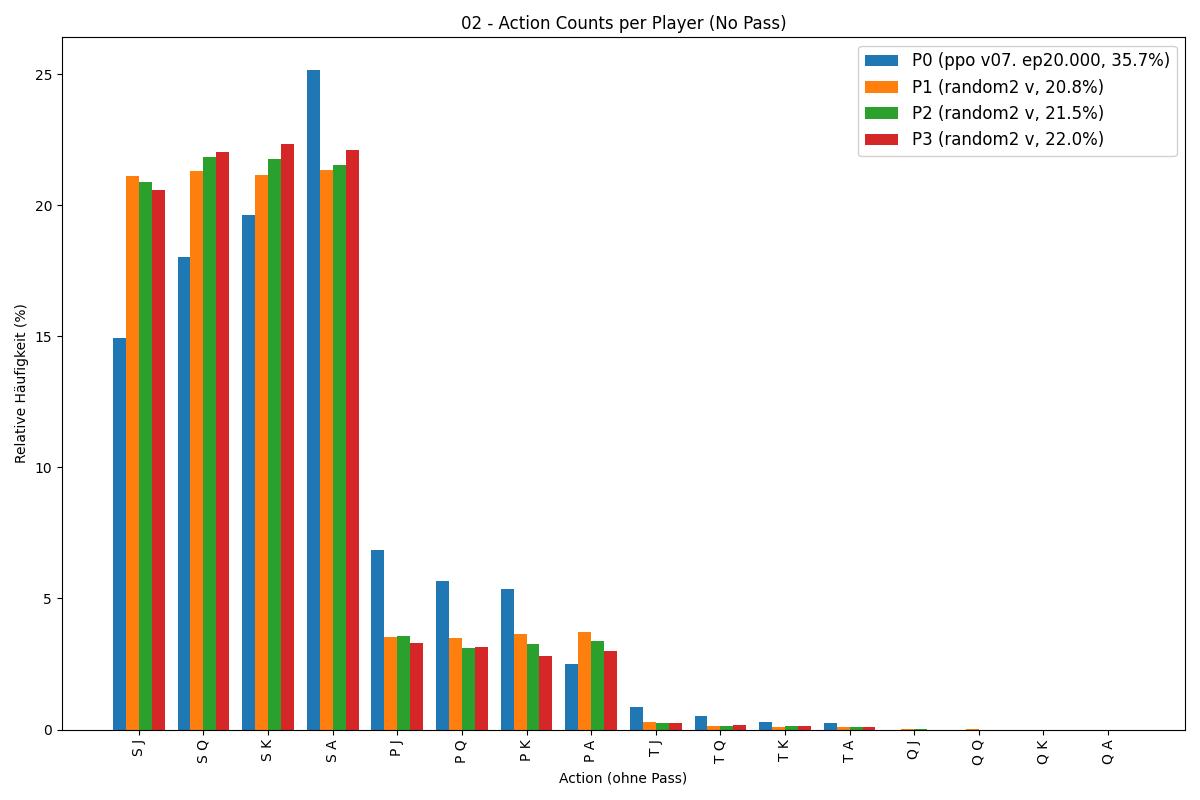 02 - Action Counts per Player (No Pass)
P0 (ppo v07. ep20.000, 35.7%)
P1 (random2 v, 20.8%)
P2 (random2 v, 21.5%)
P3 (random2 v, 22.0%)
Relative Häufigkeit (%)
25
20
15
10
5
0
S J
S Q
S K
S A
P J
P Q
P K
P A
T J
T Q
T K
T A
Q J
Q Q
Q K
Q A
Action (ohne Pass)